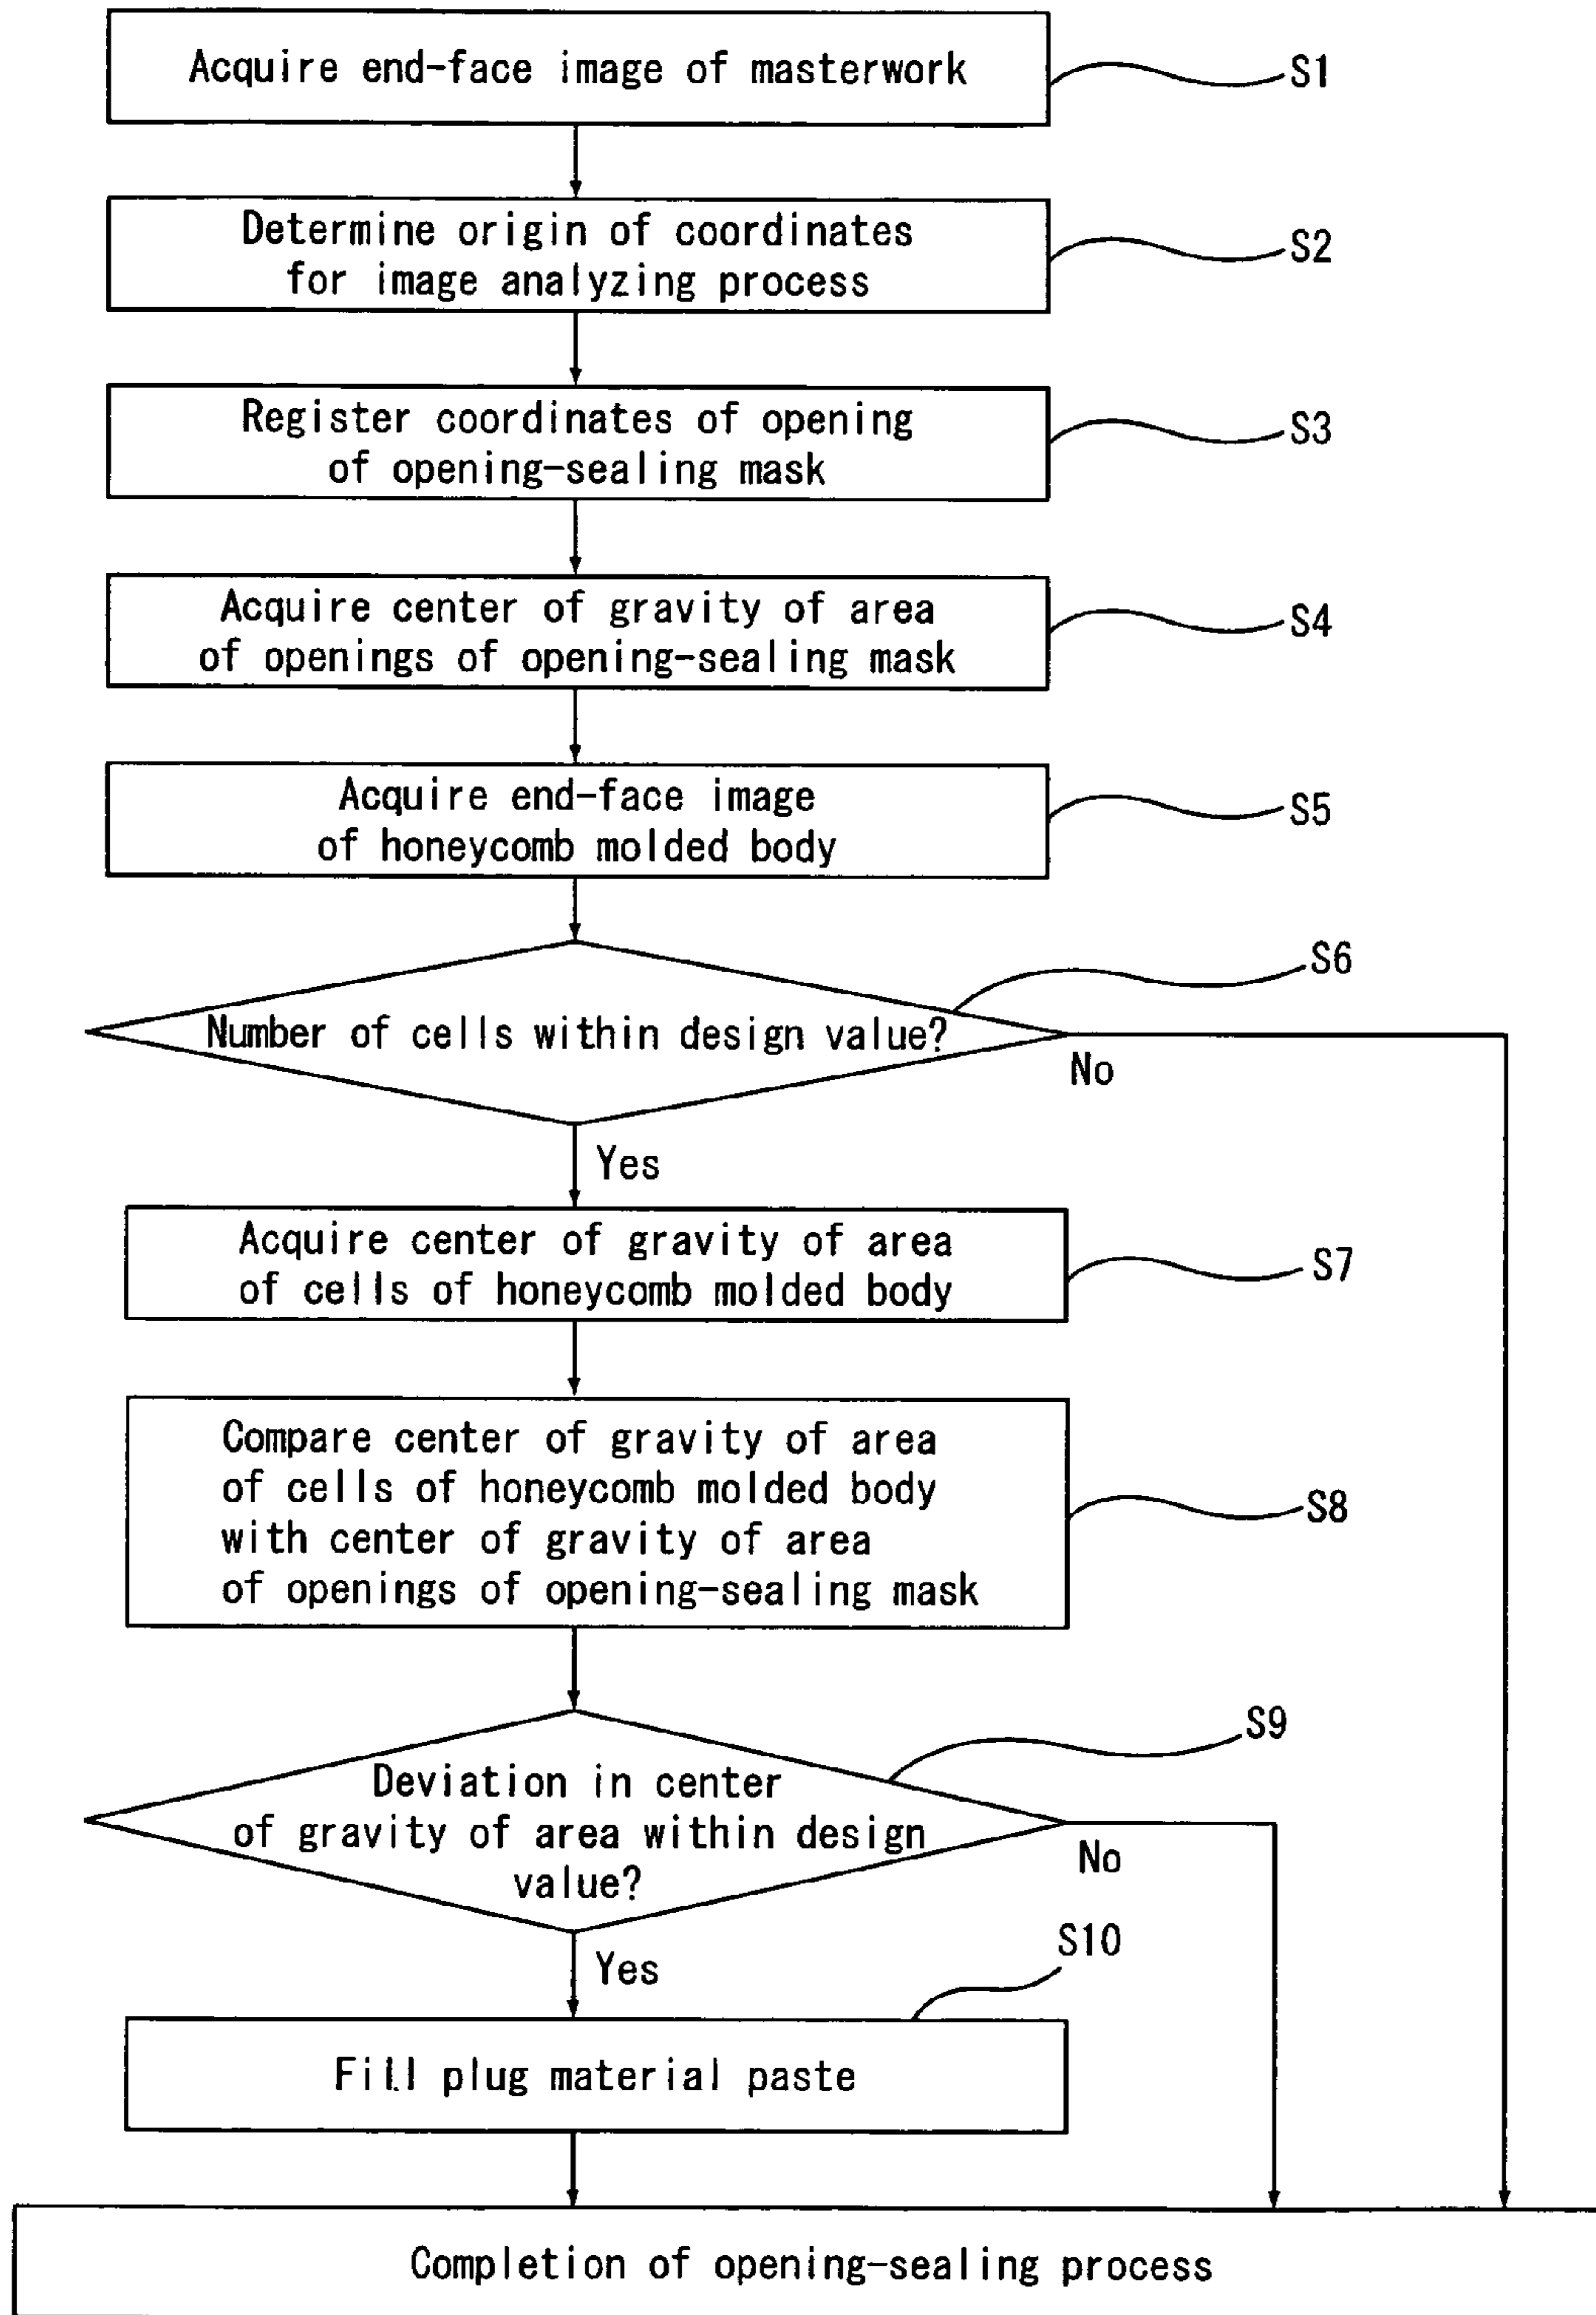 Acquire end-face image of masterwork
S1
Determine origin of coordinates
for image analyzing process
S2
Register coordinates of opening
of opening-sealing mask
S3
Acquire center of gravity of area
of openings of opening-sealing mask
S4
Acquire end-face image
of honeycomb molded body
S5
S6
Number of cells within design value?
No
Yes
Acquire center of gravity of area
of cells of honeycomb molded body
S7
Compare center of gravity of area
of cells of honeycomb molded body
with center of gravity of area
of openings of opening-sealing mask
S8
S9
Deviation in center
of gravity of area within design
value?
No
Yes
S10
Fill plug material paste
Completion of opening-sealing process